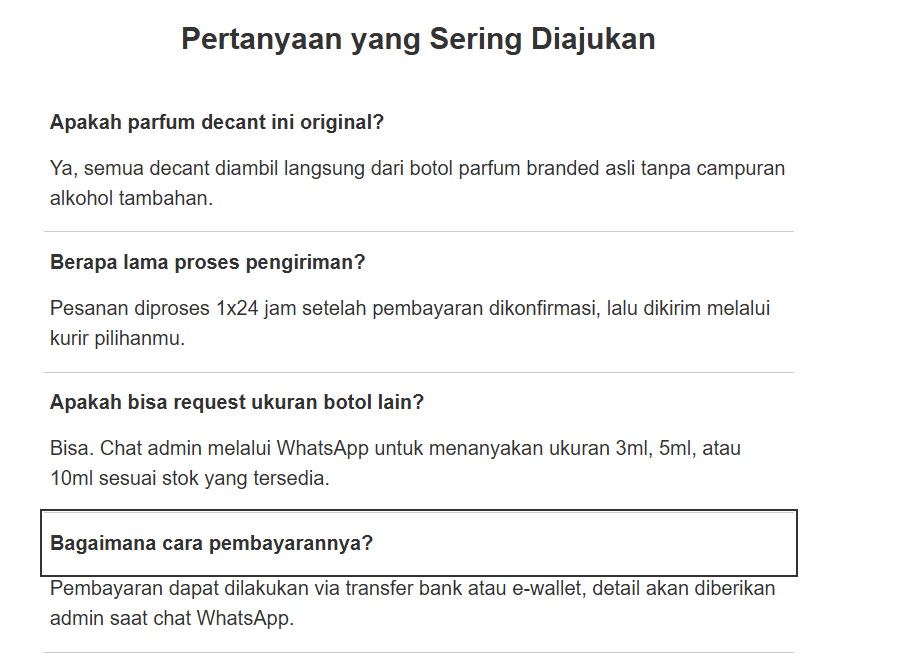 Pertanyaan yang Sering Diajukan
Apakah parfum decant ini original?
Ya, semua decant diambil langsung dari botol parfum branded asli tanpa campuran
alkohol tambahan.
Berapa lama proses pengiriman?
Pesanan diproses 1x24 jam setelah pembayaran dikonfirmasi, lalu dikirim melalui
kurir pilihanmu.
Apakah bisa request ukuran botol lain?
Bisa. Chat admin melalui WhatsApp untuk menanyakan ukuran 3ml, 5ml, atau
10ml sesuai stok yang tersedia.
Bagaimana cara pembayarannya?
Pembayaran dapat dilakukan via transfer bank atau e-wallet, detail akan diberikan
admin saat chat WhatsApp.